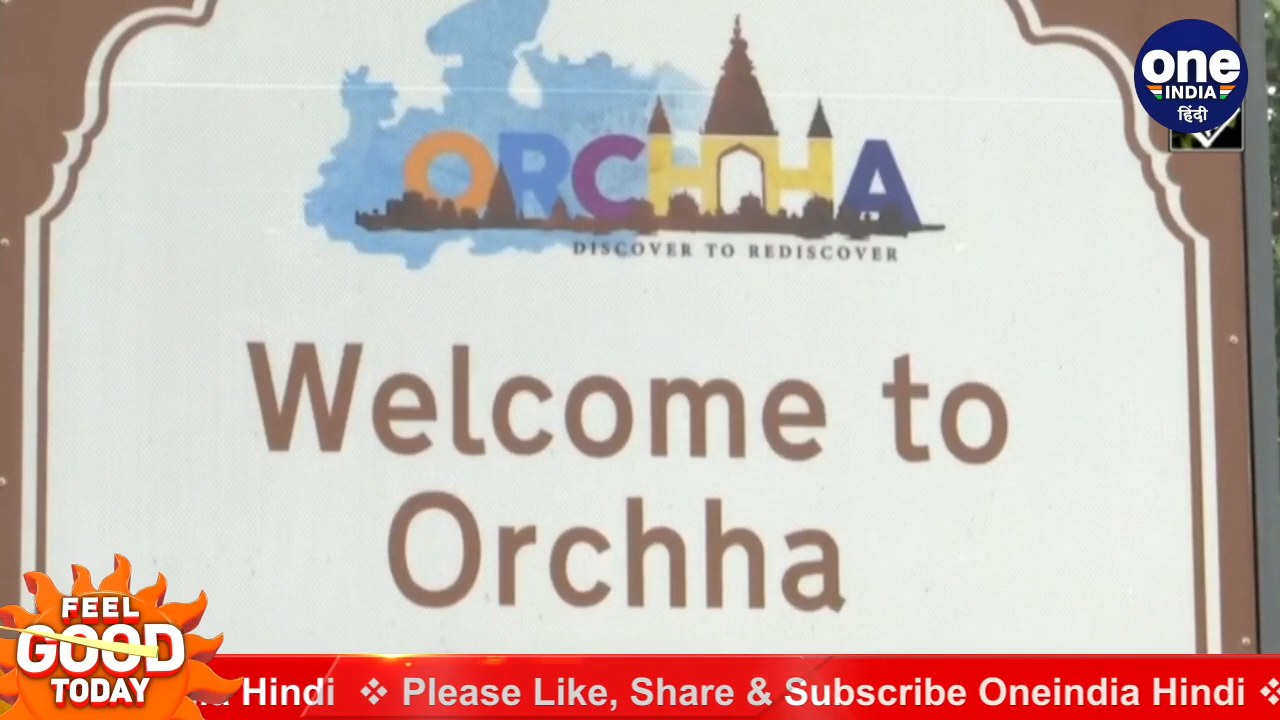 ORCHHA
DISCOVER TO REDISCOVER
Welcome to
Orchha
one
INDIA
हिंदी
FEEL
GOOD
TODAY
Hindi ❖ Please Like, Share & Subscribe Oneindia Hindi ❖